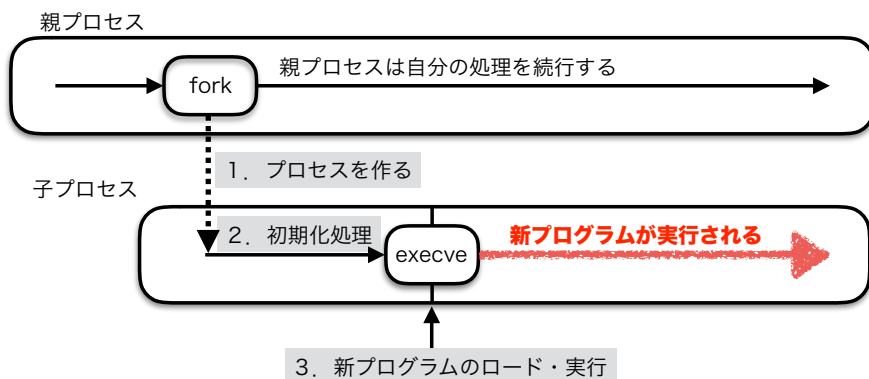 親プロセス
fork
親プロセスは自分の処理を続行する
1. プロセスを作る
子プロセス
2. 初期化処理
execve
新プログラムが実行される
3. 新プログラムのロード・実行